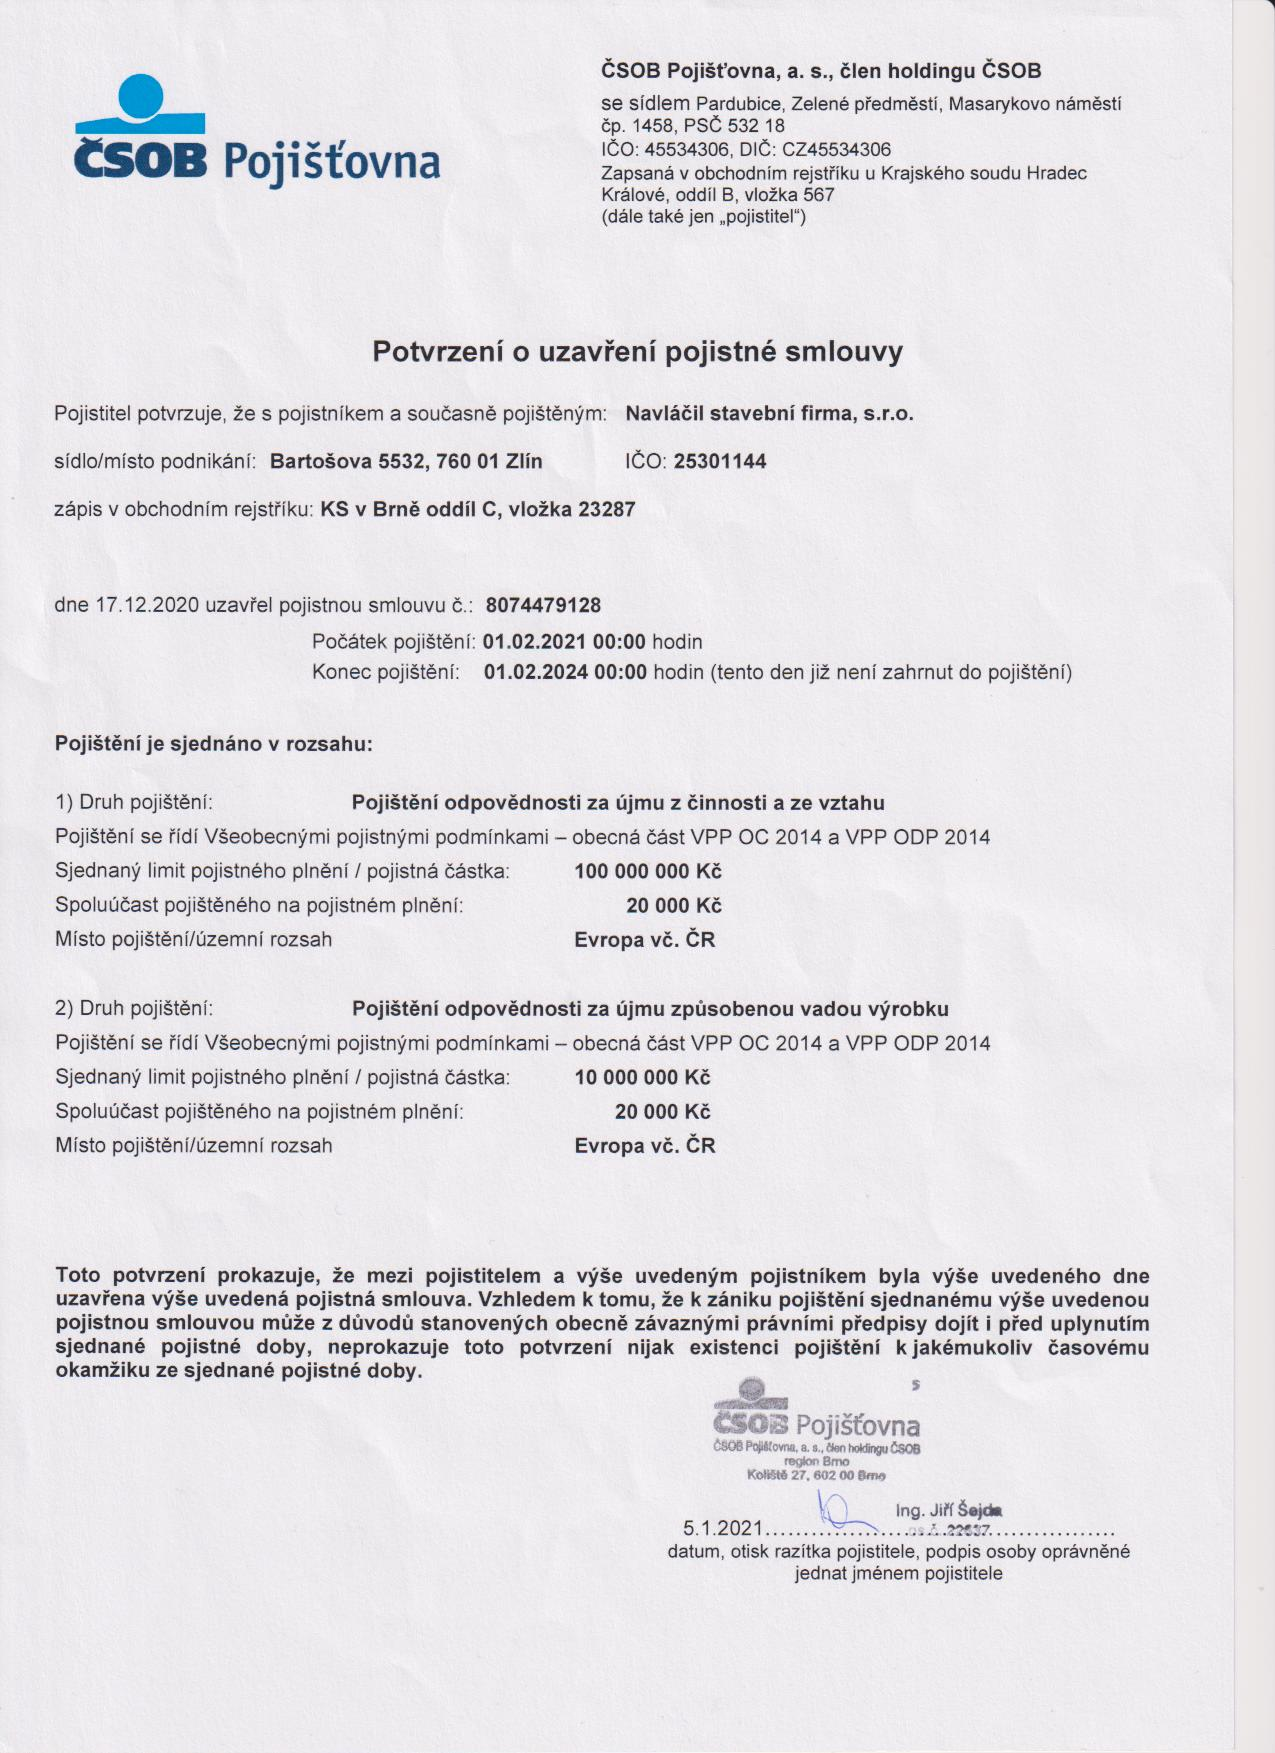 ČSOB Pojišťovna
ČSOB Pojišťovna, a. s., člen holdingu ČSOB
se sídlem Pardubice, Zelené předměstí, Masarykovo náměstí
čp. 1458, PSČ 532 18
IČO: 45534306, DIČ: CZ45534306
Zapsaná v obchodním rejstříku u Krajského soudu Hradec
Králové, oddíl B, vložka 567
(dále také jen „pojistitel“)
Potvrzení o uzavření pojistné smlouvy
Pojistitel potvrzuje, že s pojistníkem a současně pojištěným: Navláčil stavební firma, s.r.o.
sídlo/místo podnikání: Bartošova 5532, 760 01 Zlín IČO: 25301144
zápis v obchodním rejstříku: KS v Brně oddíl C, vložka 23287
dne 17.12.2020 uzavřel pojistnou smlouvu č.: 8074479128
Počátek pojištění: 01.02.2021 00:00 hodin
Konec pojištění: 01.02.2024 00:00 hodin (tento den již není zahrnut do pojištění)
Pojištění je sjednáno v rozsahu:
1) Druh pojištění: Pojištění odpovědnosti za újmu z činnosti a ze vztahu
Pojištění se řídí Všeobecnými pojistnými podmínkami – obecná část VPP OC 2014 a VPP ODP 2014
Sjednaný limit pojistného plnění / pojistná částka: 100 000 000 Kč
Spoluúčast pojištěného na pojistném plnění: 20 000 Kč
Místo pojištění/územní rozsah Evropa vč. ČR
2) Druh pojištění: Pojištění odpovědnosti za újmu způsobenou vadou výrobku
Pojištění se řídí Všeobecnými pojistnými podmínkami – obecná část VPP OC 2014 a VPP ODP 2014
Sjednaný limit pojistného plnění / pojistná částka: 10 000 000 Kč
Spoluúčast pojištěného na pojistném plnění: 20 000 Kč
Místo pojištění/územní rozsah Evropa vč. ČR
Toto potvrzení prokazuje, že mezi pojistitelem a výše uvedeným pojistníkem byla výše uvedeného dne
uzavřena výše uvedená pojistná smlouva. Vzhledem k tomu, že k zániku pojištění sjednanému výše uvedenou
pojistnou smlouvou může z důvodů stanovených obecně závaznými právními předpisy dojít i před uplynutím
sjednané pojistné doby, neprokazuje toto potvrzení nijak existenci pojištění k jakémukoliv časovému
okamžiku ze sjednané pojistné doby.
5
ČSOB Pojišťovna
ČSOB Pojišťovna, a. s., člen holdingu ČSOB
region Brno
Koliště 27, 602 00 Brno
Ing. Jiří Šejda
5.1.2021
datum, otisk razítka pojistitele, podpis osoby oprávněné
jednat jménem pojistitele